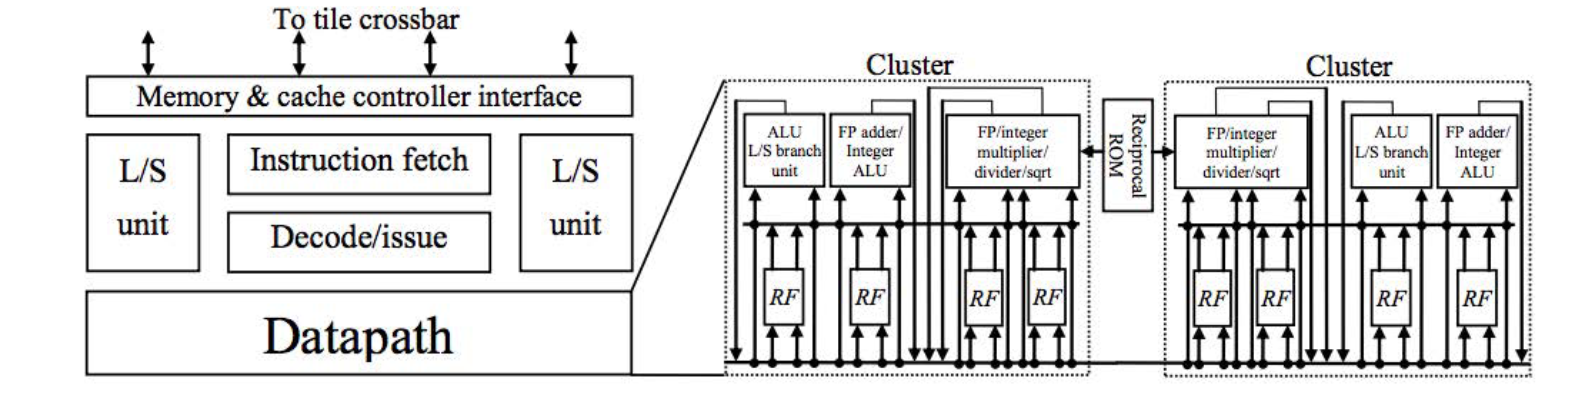 To tile crossbar
Memory & cache controller interface
L/S
unit
Instruction fetch
Decode/issue
L/S
unit
Datapath
Cluster
ALU
L/S branch
unit
FP adder/
Integer
ALU
FP/integer
multiplier/
divider/sqrt
RF
RF
RF
RF
Reciprocal
ROM
Cluster
FP/integer
multiplier/
divider/sqrt
ALU
L/S branch
unit
FP adder/
Integer
ALU
RF
RF
RF
RF